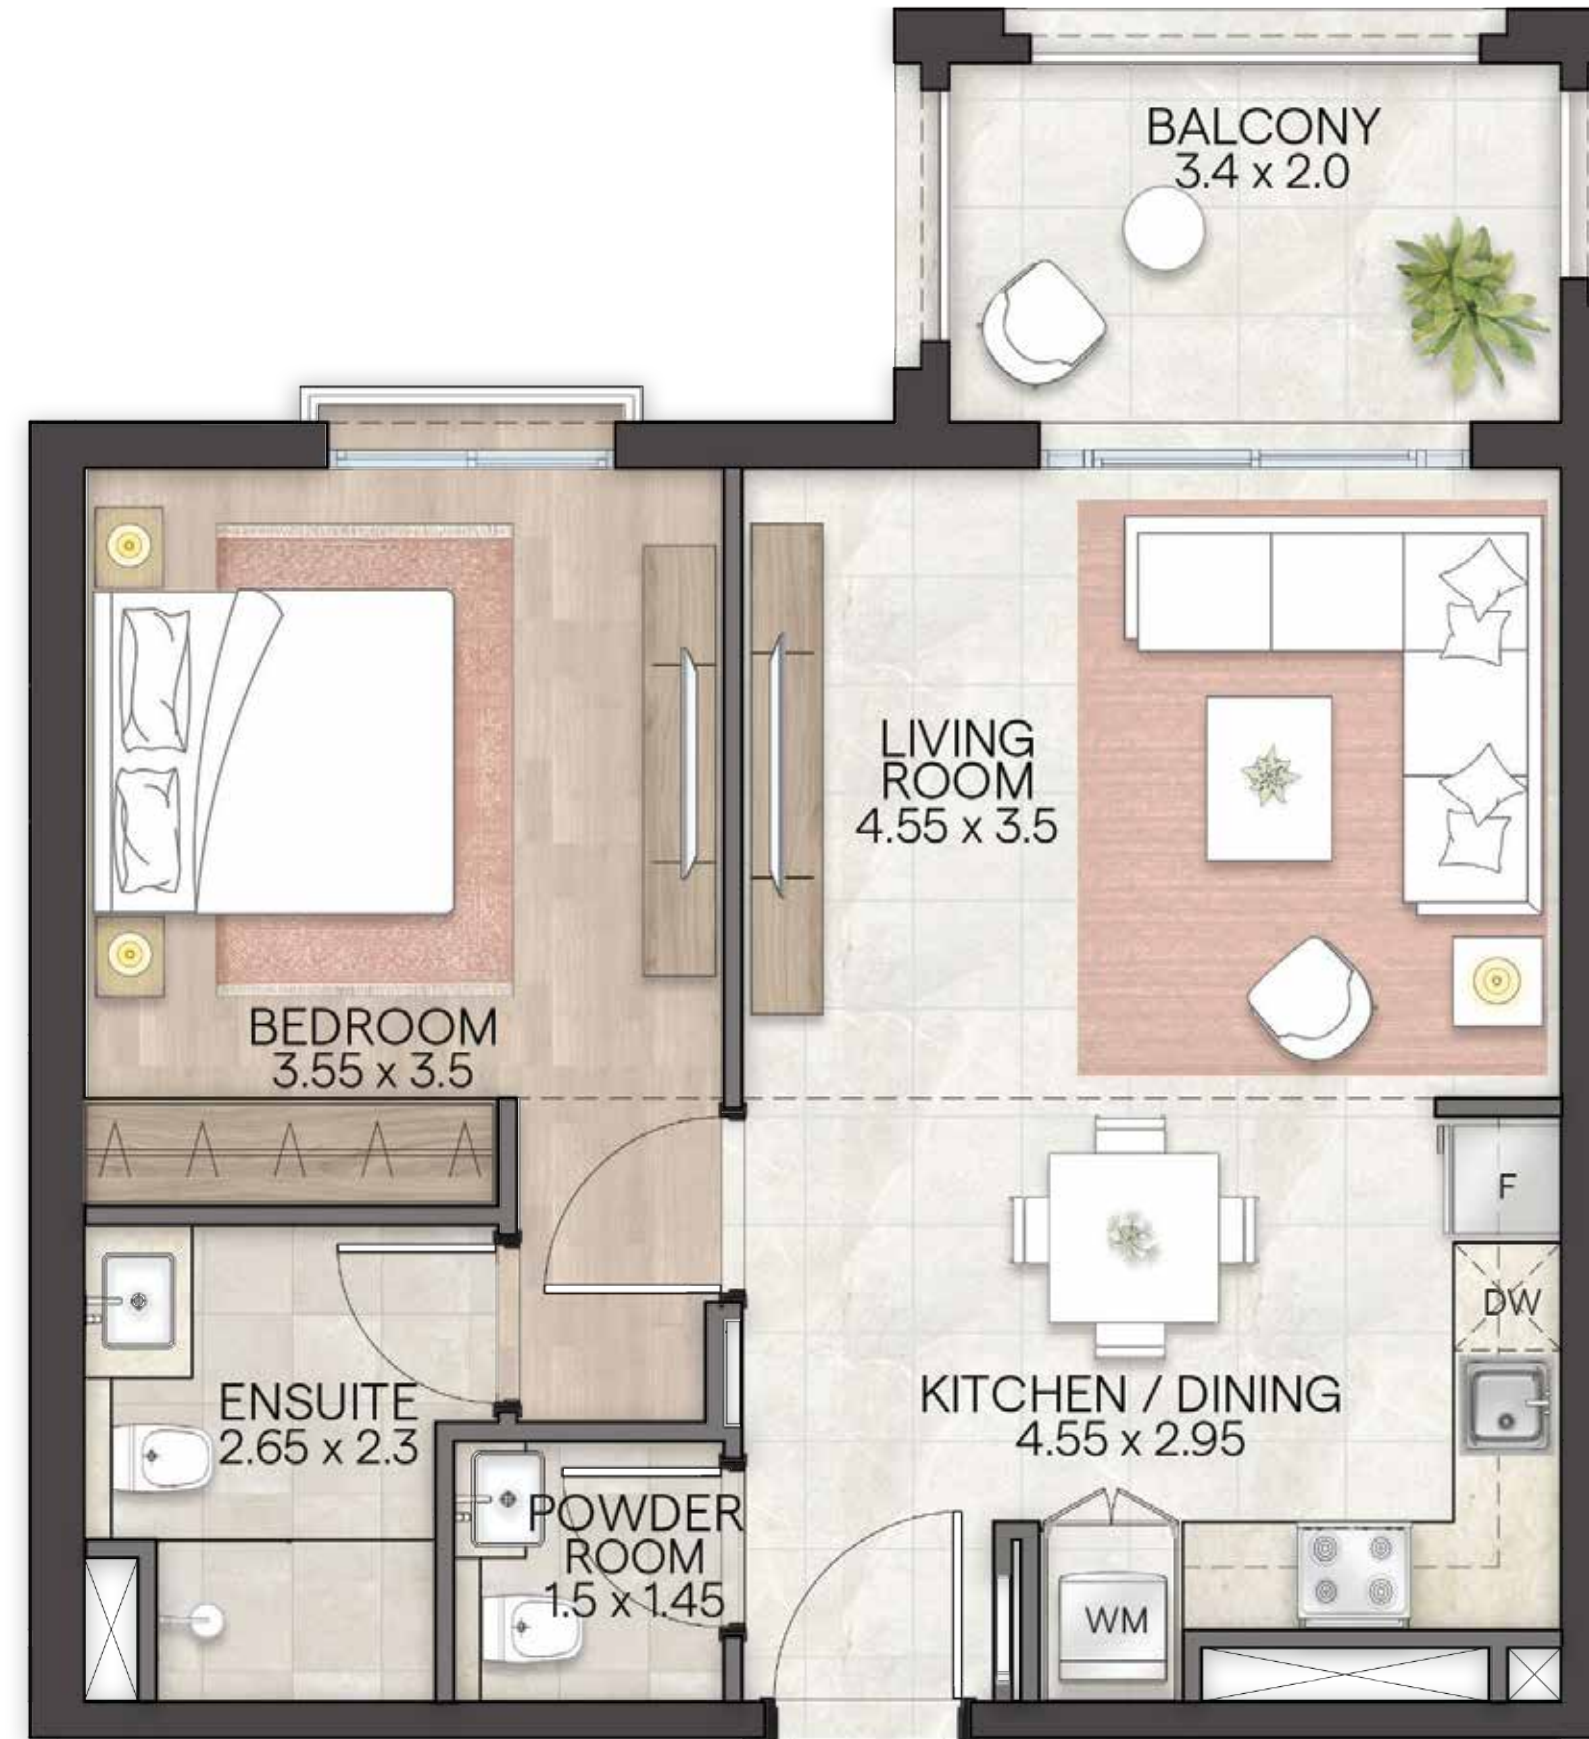 BALCONY
3.4 x 2.0
LIVING
ROOM
4.55 x 3.5
BEDROOM
3.55 x 3.5
F
DW
KITCHEN / DINING
4.55 x 2.95
ENSUITE
2.65 x 2.3
POWDER
ROOM
1.5 x 1.45
WM